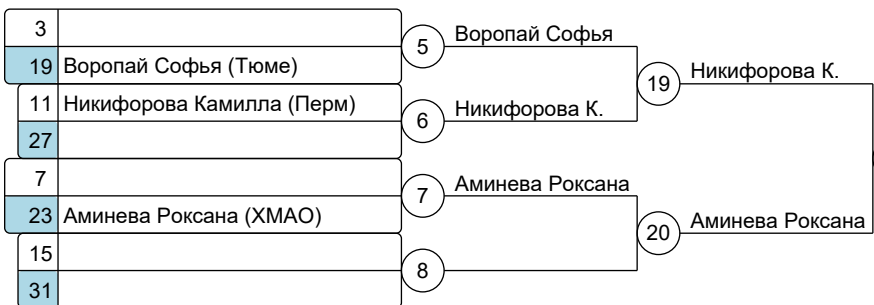 3
19 Воропай Софья (Тюме)
11 Никифорова Камилла (Перм)
27
7
23 Аминева Роксана (ХМАО)
15
31
5 Воропай Софья
6 Никифорова К.
7 Аминева Роксана
8
19 Никифорова К.
20 Аминева Роксана